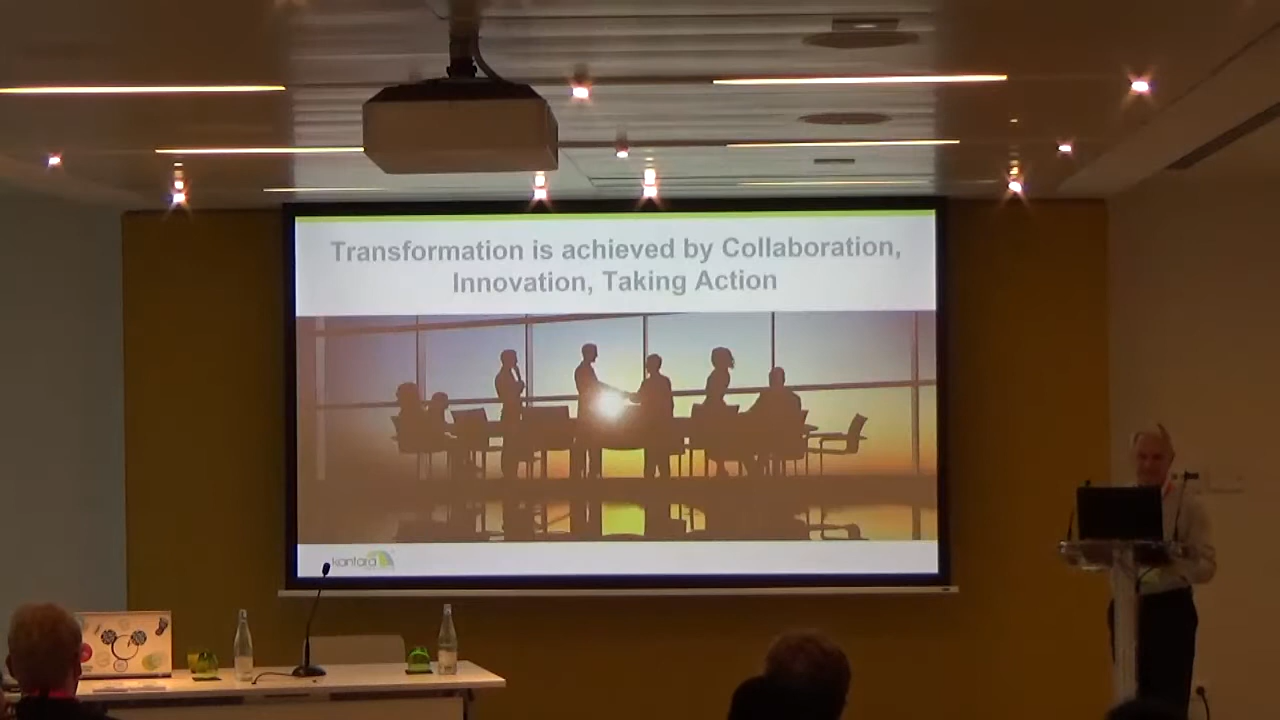 Transformation is achieved by Collaboration,
Innovation, Taking Action
kantara